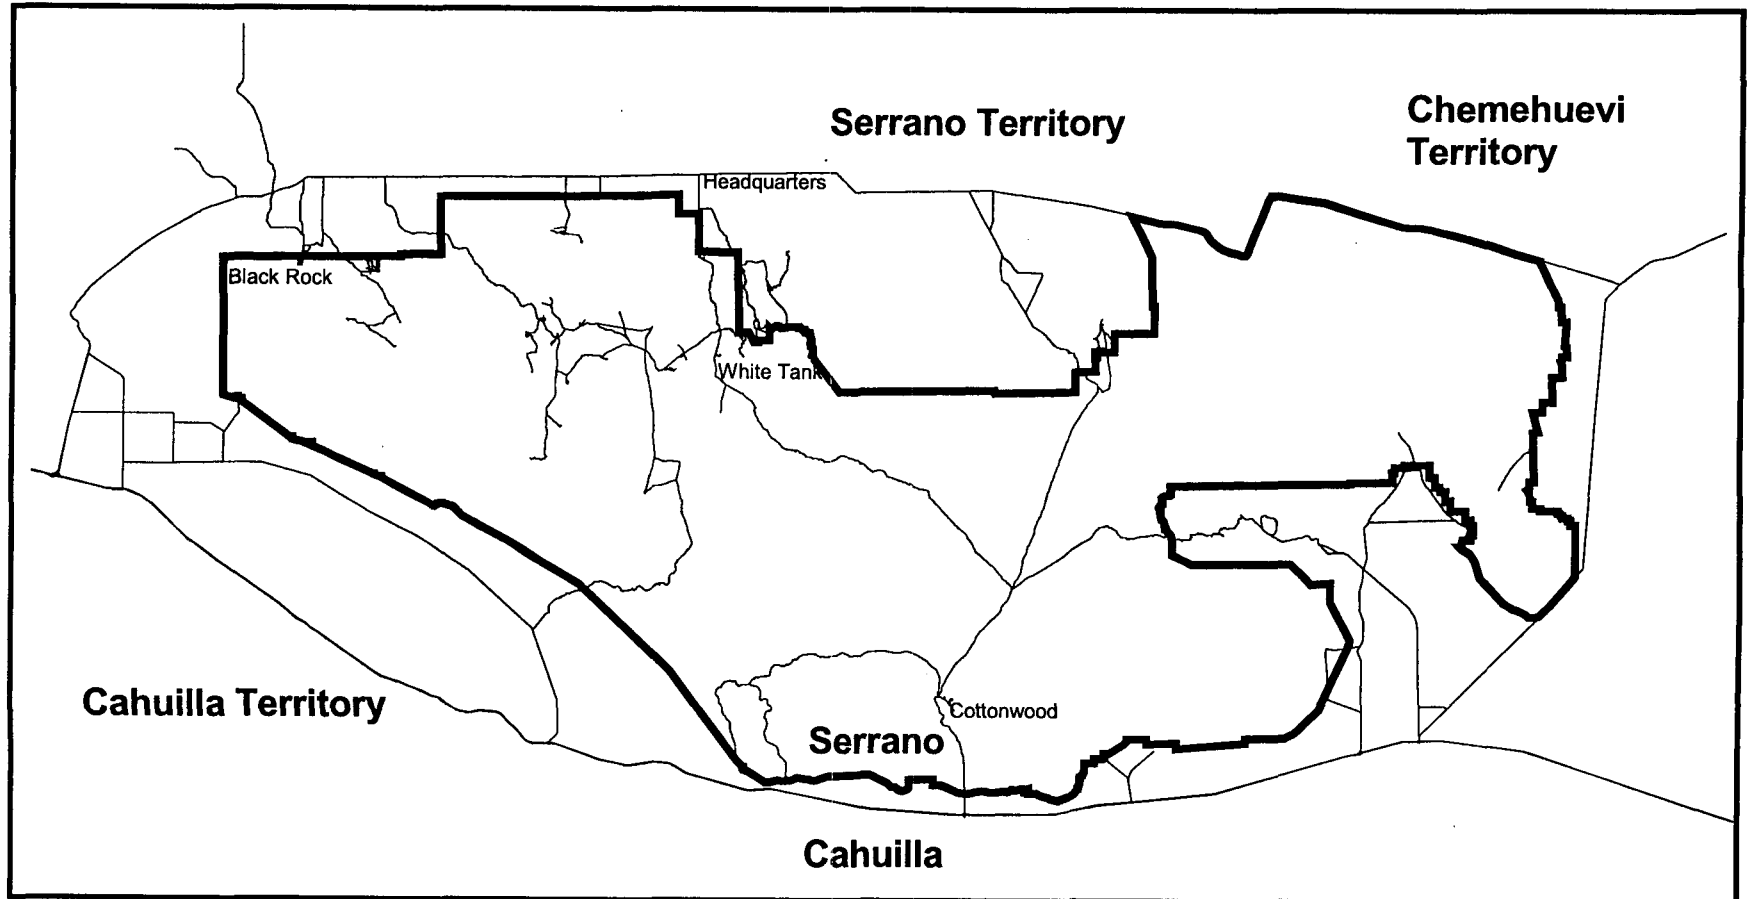 Chemehuevi
Territory
Serrano Territory
Headquarters
Black Rock
White Tank
Cahuilla Territory
Cottonwood
Serrano
Cahuilla